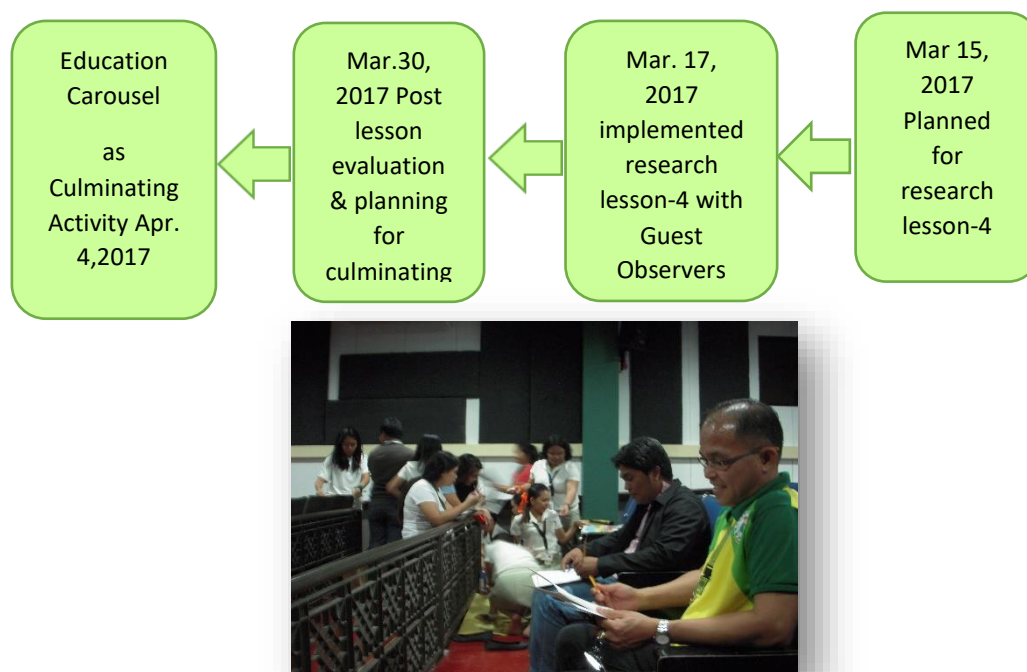 Education
Carousel
as
Culminating
Activity Apr.
4,2017
Mar.30,
2017 Post
lesson
evaluation
& planning
for
culminating
Mar. 17,
2017
implemented
research
lesson-4 with
Guest
Observers
Mar 15,
2017
Planned
for
research
lesson-4